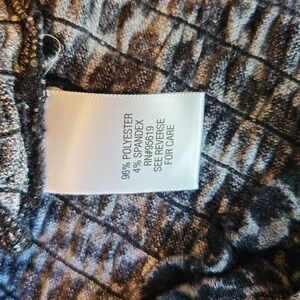 96% POLYESTER
4% SPANDEX
RN#95619
SEE REVERSE
FOR CARE